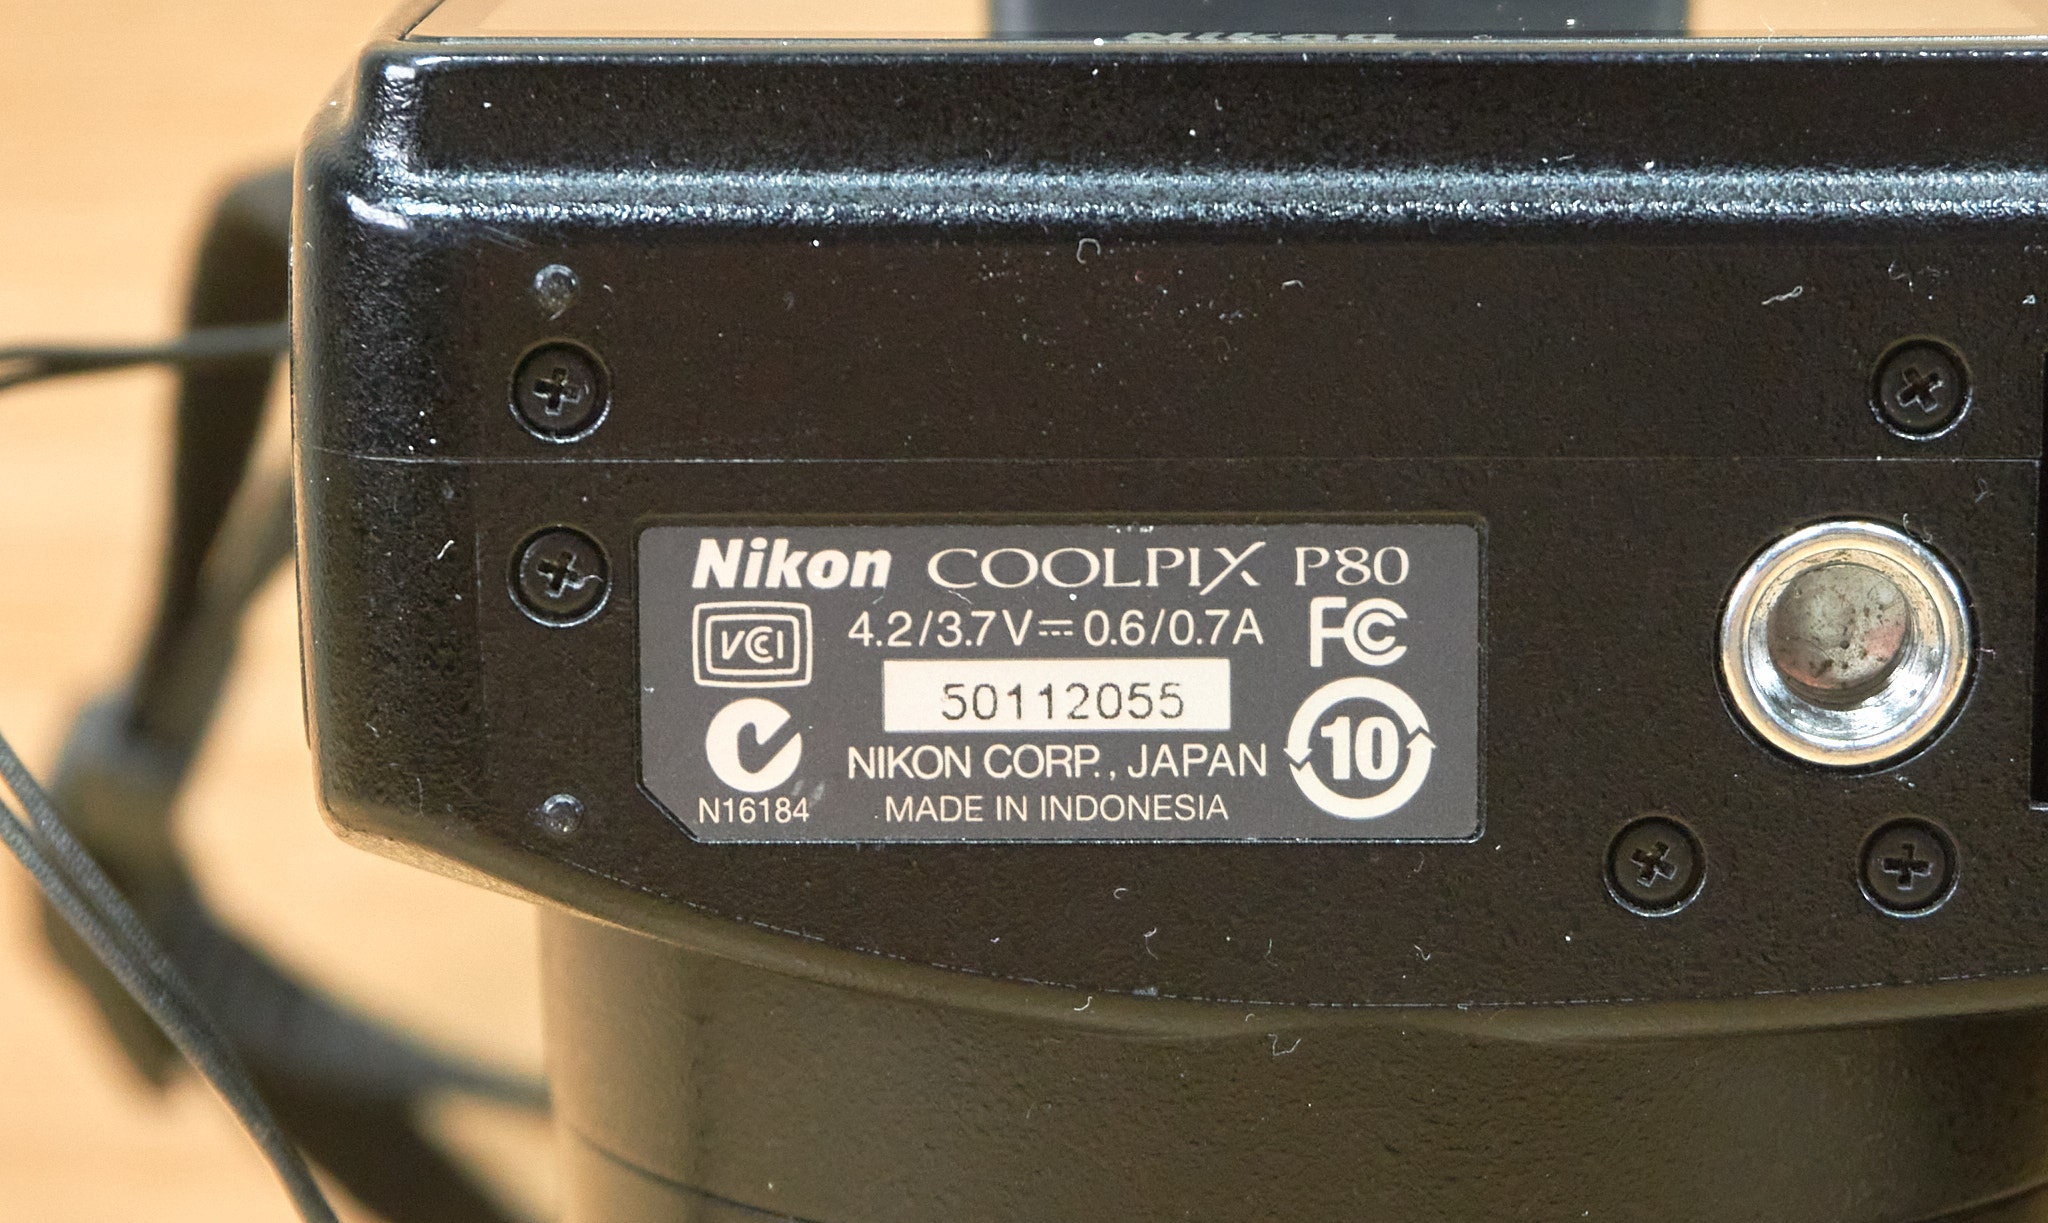 Nikon
Nikon COOLPIX P80
VCI 4.2/3.7V⎓0.6/0.7A FC
50112055
10
NIKON CORP., JAPAN
N16184 MADE IN INDONESIA